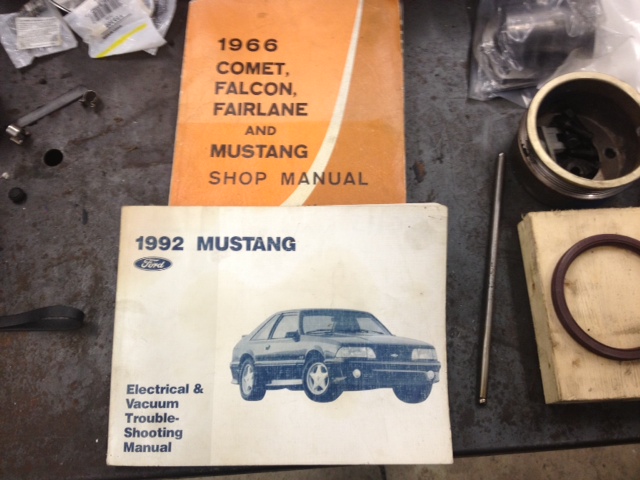 1966
COMET,
FALCON,
FAIRLANE
AND
MUSTANG
SHOP MANUAL
1992 MUSTANG
Ford
Electrical &
Vacuum
Trouble-
Shooting
Manual